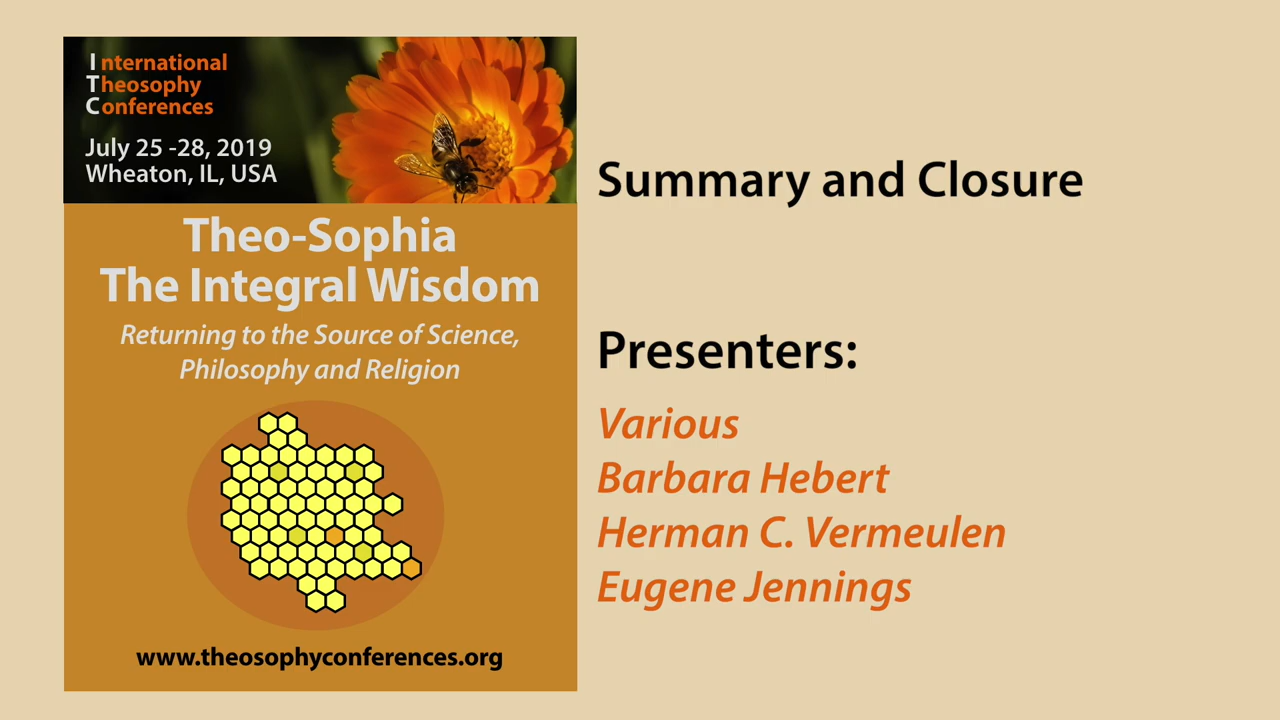 International
Theosophy
Conferences
July 25 -28, 2019
Wheaton, IL, USA
Theo-Sophia
The Integral Wisdom
Returning to the Source of Science,
Philosophy and Religion
www.theosophyconferences.org
Summary and Closure
Presenters:
Various
Barbara Hebert
Herman C. Vermeulen
Eugene Jennings